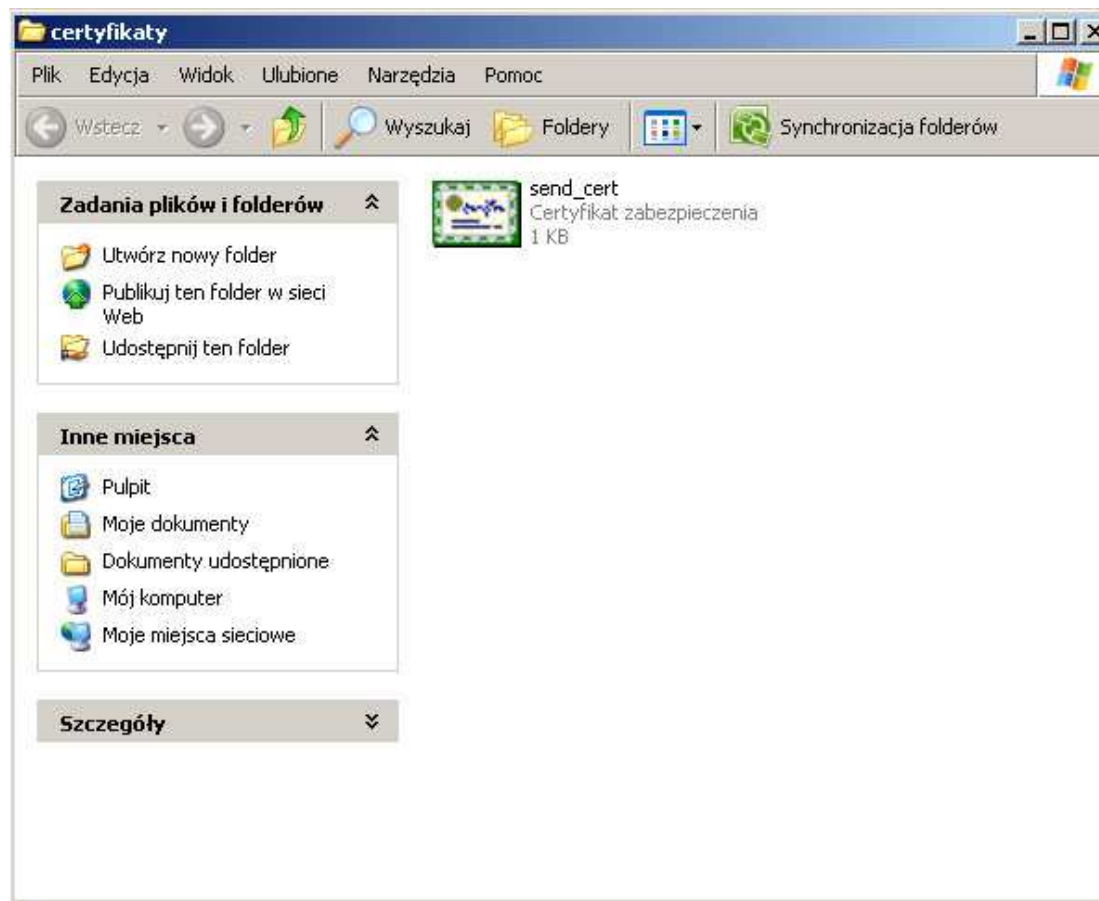 certyfikaty
Plik Edycja Widok Ulubione Narzędzia Pomoc
Wstecz Wyszukaj Foldery Synchronizacja folderów
Zadania plików i folderów
Utwórz nowy folder
Publikuj ten folder w sieci
Web
Udostępnij ten folder
Inne miejsca
Pulpit
Moje dokumenty
Dokumenty udostępnione
Mój komputer
Moje miejsca sieciowe
Szczegóły
send_cert
Certyfikat zabezpieczenia
1 KB